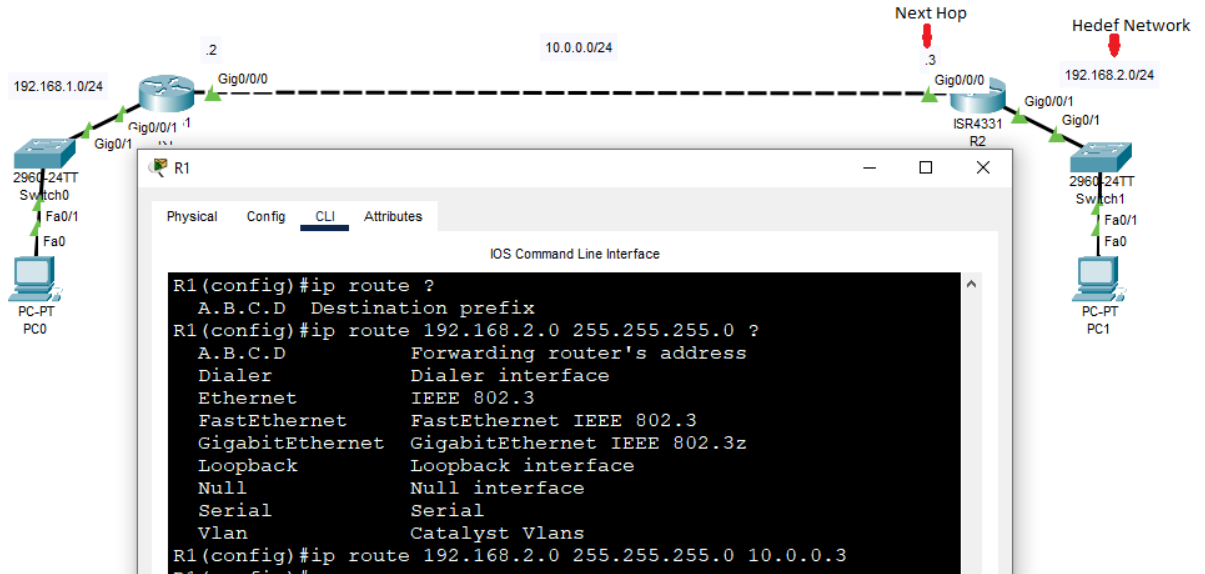 Next Hop
Hedef Network
.2
10.0.0.0/24
.3
192.168.2.0/24
192.168.1.0/24
Gig0/0/0
Gig0/0/0
Gig0/0/1
Gig0/1
Gig0/0/1
.1
Gig0/1
ISR4331
R2
2960-24TT
Switch0
Fa0/1
Fa0
PC-PT
PC0
2960-24TT
Switch1
Fa0/1
Fa0
PC-PT
PC1
R1
Physical Config CLI Attributes
IOS Command Line Interface
R1(config)#ip route ?
A.B.C.D Destination prefix
R1(config)#ip route 192.168.2.0 255.255.255.0 ?
A.B.C.D Forwarding router's address
Dialer Dialer interface
Ethernet IEEE 802.3
FastEthernet FastEthernet IEEE 802.3
GigabitEthernet GigabitEthernet IEEE 802.3z
Loopback Loopback interface
Null Null interface
Serial Serial
Vlan Catalyst Vlans
R1(config)#ip route 192.168.2.0 255.255.255.0 10.0.0.3